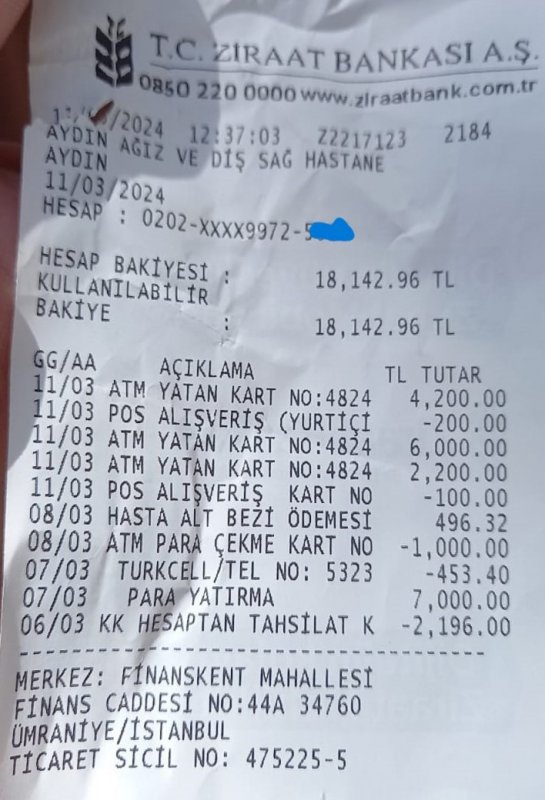 T.C. ZİRAAT BANKASI A.Ş.
0850 220 0000 www.ziraatbank.com.tr
/2024 12:37:03 Z2217123 2184
AYDIN AĞIZ VE DİŞ SAĞ HASTANE
AYDIN
11/03/2024
HESAP : 0202-XXXX9972-5
HESAP BAKİYESİ : 18,142.96 TL
KULLANILABİLİR
BAKİYE : 18,142.96 TL
GG/AA AÇIKLAMA TL TUTAR
11/03 ATM YATAN KART NO:4824 4,200.00
11/03 POS ALIŞVERİŞ (YURTİÇİ -200.00
11/03 ATM YATAN KART NO:4824 6,000.00
11/03 ATM YATAN KART NO:4824 2,200.00
11/03 POS ALIŞVERİŞ KART NO -100.00
08/03 HASTA ALT BEZİ ÖDEMESİ 496.32
08/03 ATM PARA ÇEKME KART NO -1,000.00
07/03 TURKCELL/TEL NO: 5323 -453.40
07/03 PARA YATIRMA 7,000.00
06/03 KK HESAPTAN TAHSİLAT K -2,196.00
MERKEZ: FİNANSKENT MAHALLESİ
FİNANS CADDESİ NO:44A 34760
ÜMRANİYE/İSTANBUL
TİCARET SİCİL NO: 475225-5